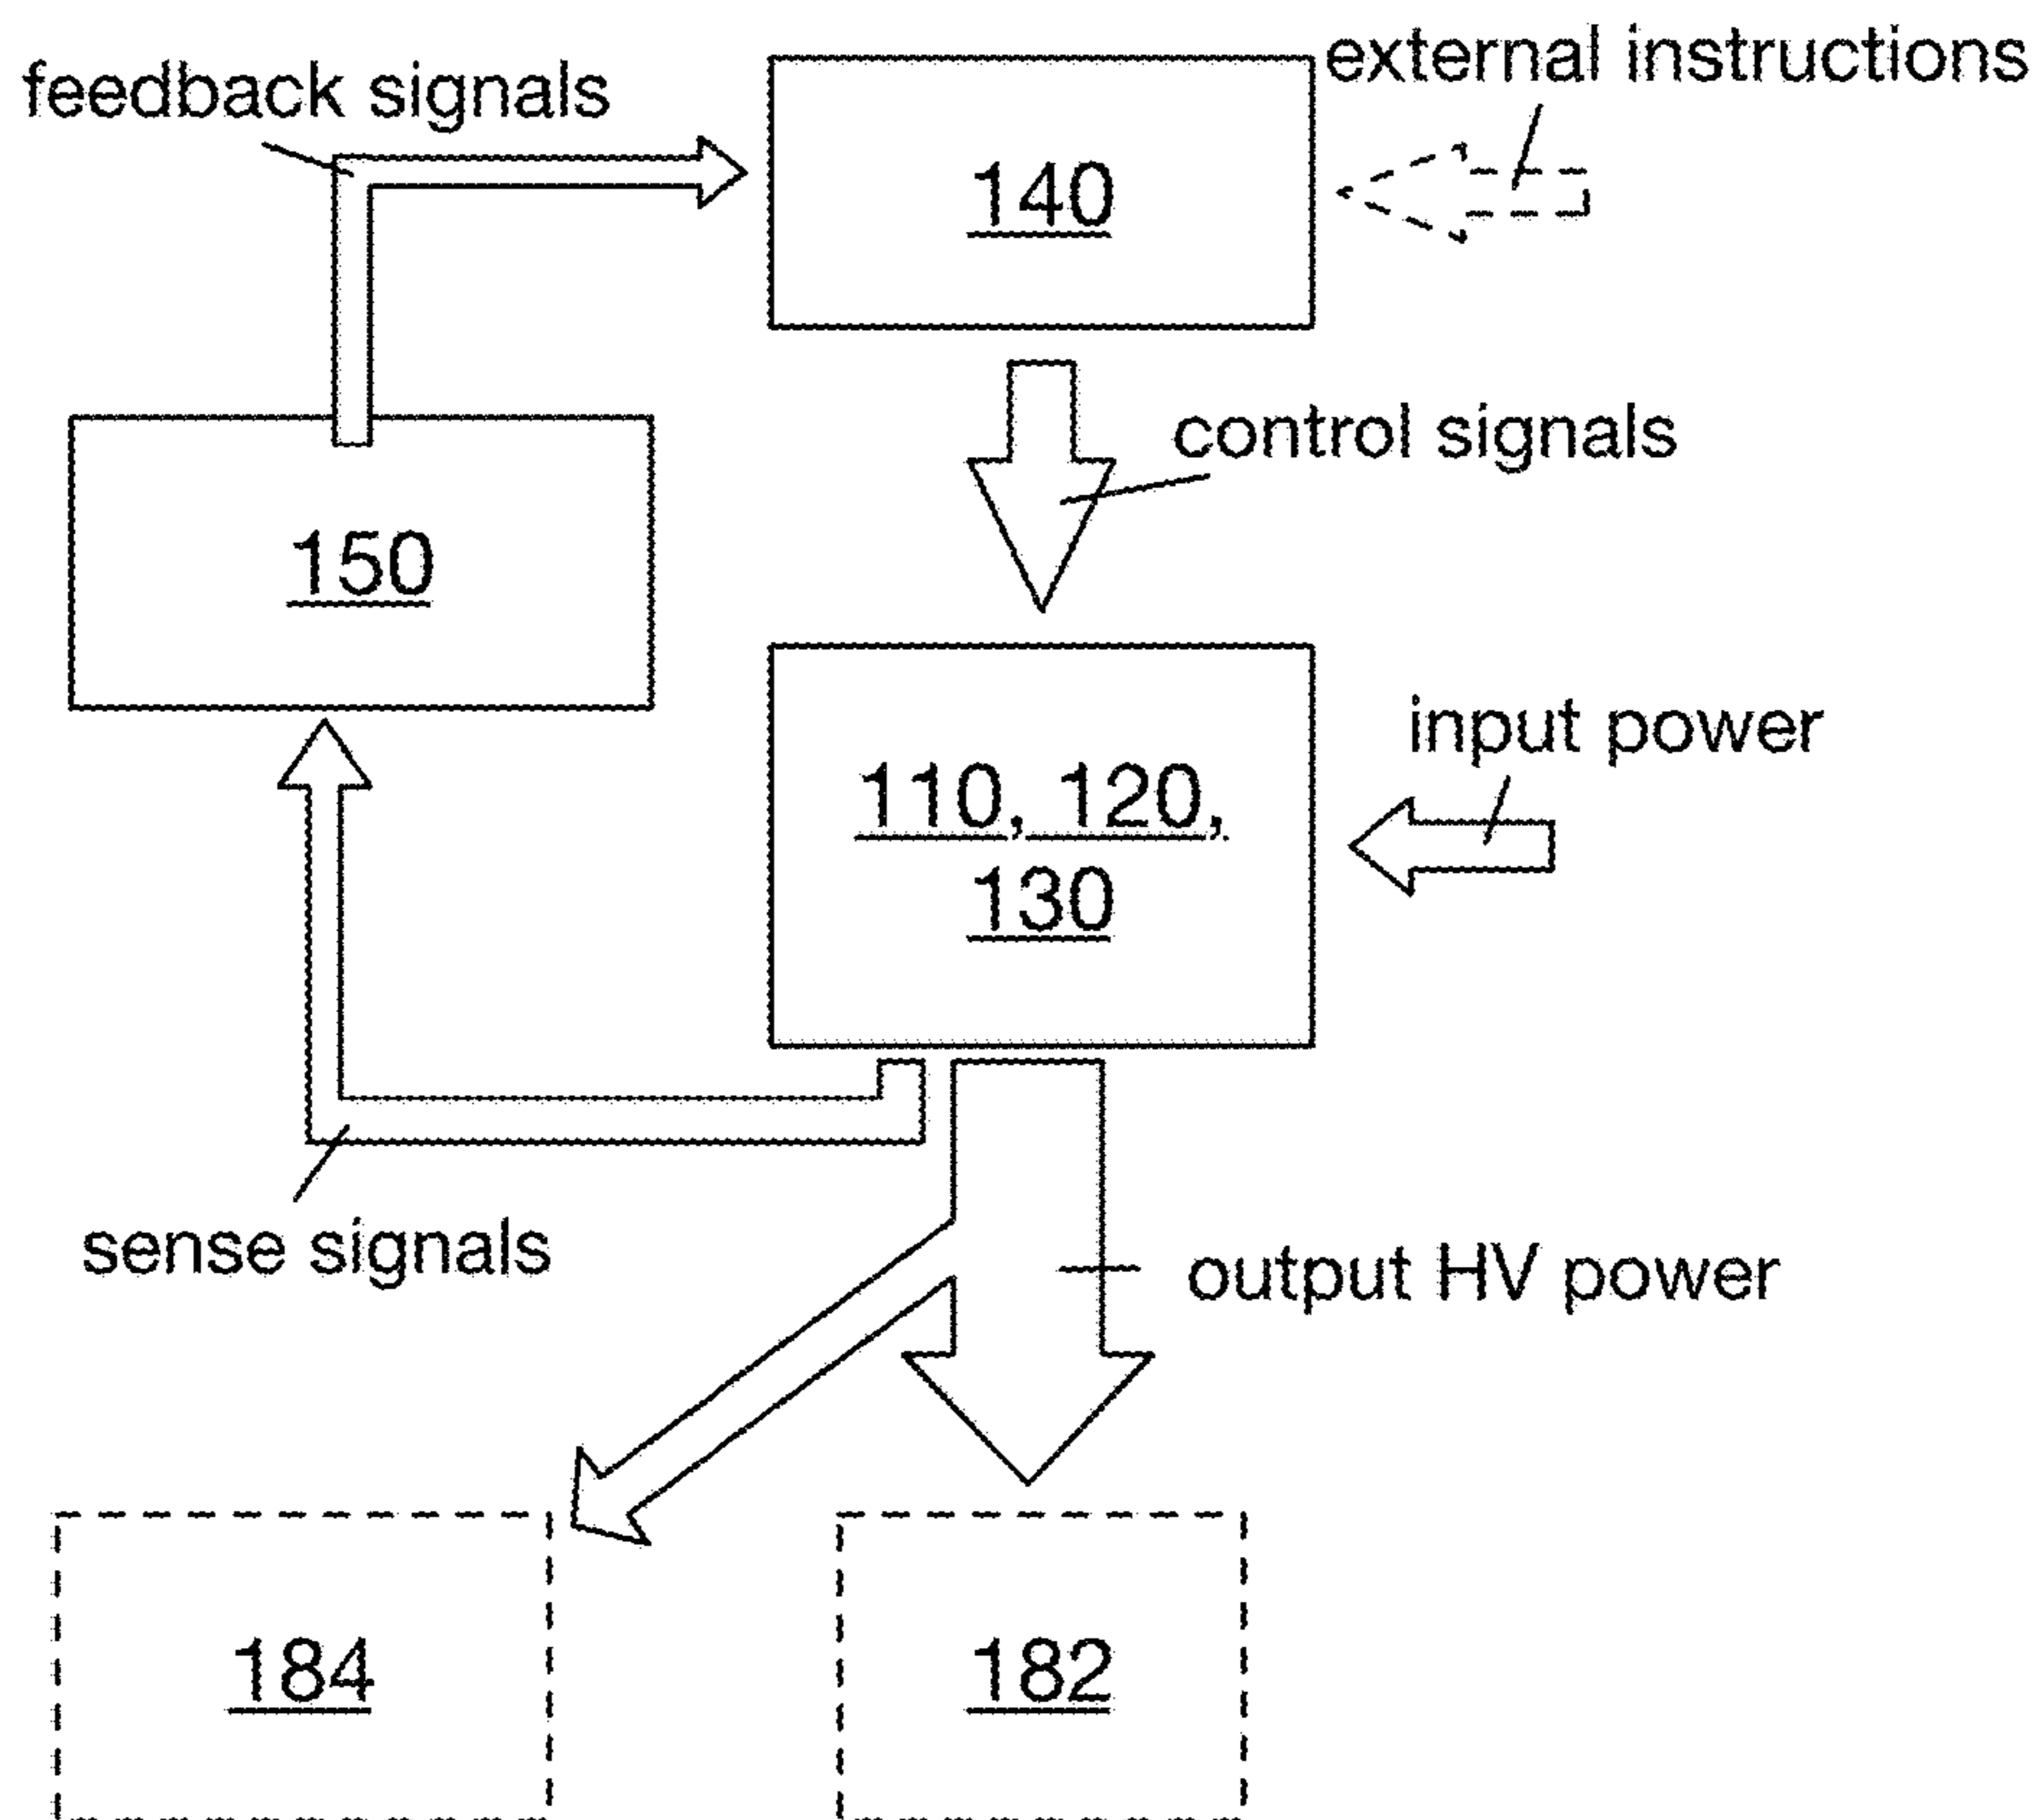 external instructions
feedback signals
140
control signals
150
input power
110, 120,
130
sense signals
output HV power
184
182